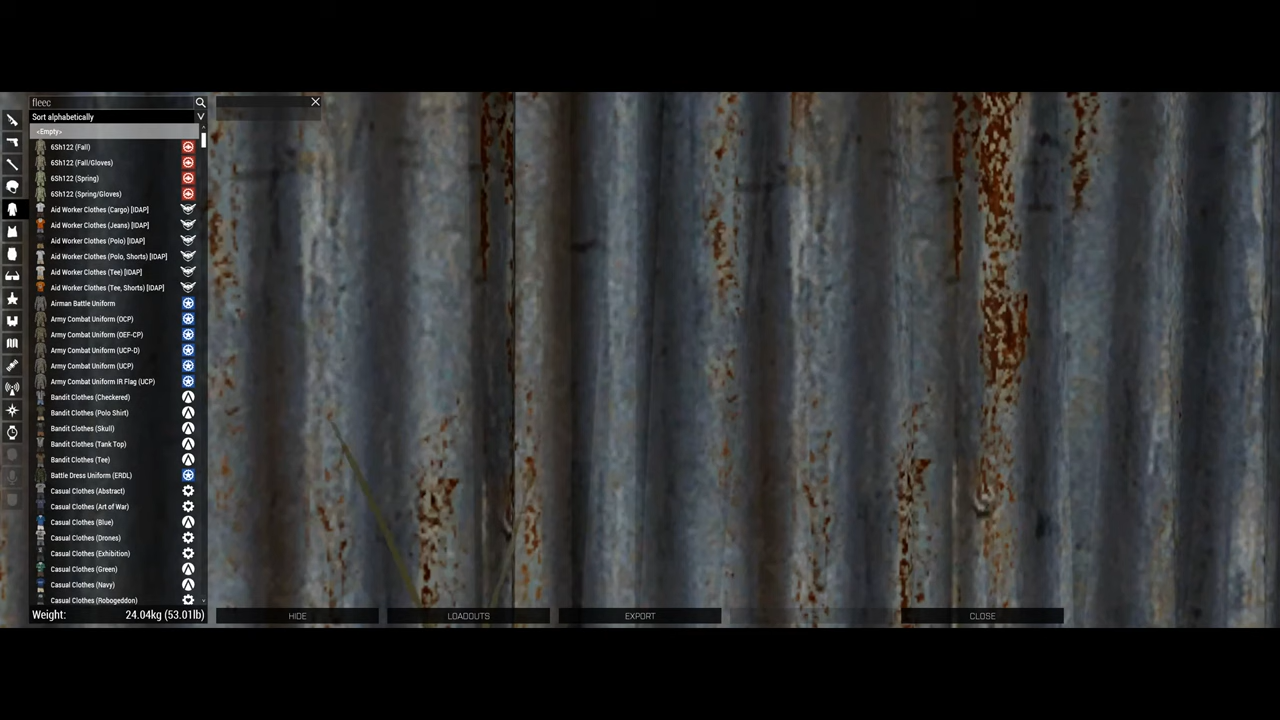 fleec
Sort alphabetically
<Empty>
6Sh122 (Fall)
6Sh122 (Fall/Gloves)
6Sh122 (Spring)
6Sh122 (Spring/Gloves)
Aid Worker Clothes (Cargo) [IDAP]
Aid Worker Clothes (Jeans) [IDAP]
Aid Worker Clothes (Polo) [IDAP]
Aid Worker Clothes (Polo, Shorts) [IDAP]
Aid Worker Clothes (Tee) [IDAP]
Aid Worker Clothes (Tee, Shorts) [IDAP]
Airman Battle Uniform
Army Combat Uniform (OCP)
Army Combat Uniform (OEF-CP)
Army Combat Uniform (UCP-D)
Army Combat Uniform (UCP)
Army Combat Uniform IR Flag (UCP)
Bandit Clothes (Checkered)
Bandit Clothes (Polo Shirt)
Bandit Clothes (Skull)
Bandit Clothes (Tank Top)
Bandit Clothes (Tee)
Battle Dress Uniform (ERDL)
Casual Clothes (Abstract)
Casual Clothes (Art of War)
Casual Clothes (Blue)
Casual Clothes (Drones)
Casual Clothes (Exhibition)
Casual Clothes (Green)
Casual Clothes (Navy)
Casual Clothes (Robogeddon)
Weight: 24.04kg (53.01lb)
HIDE
LOADOUTS
EXPORT
CLOSE